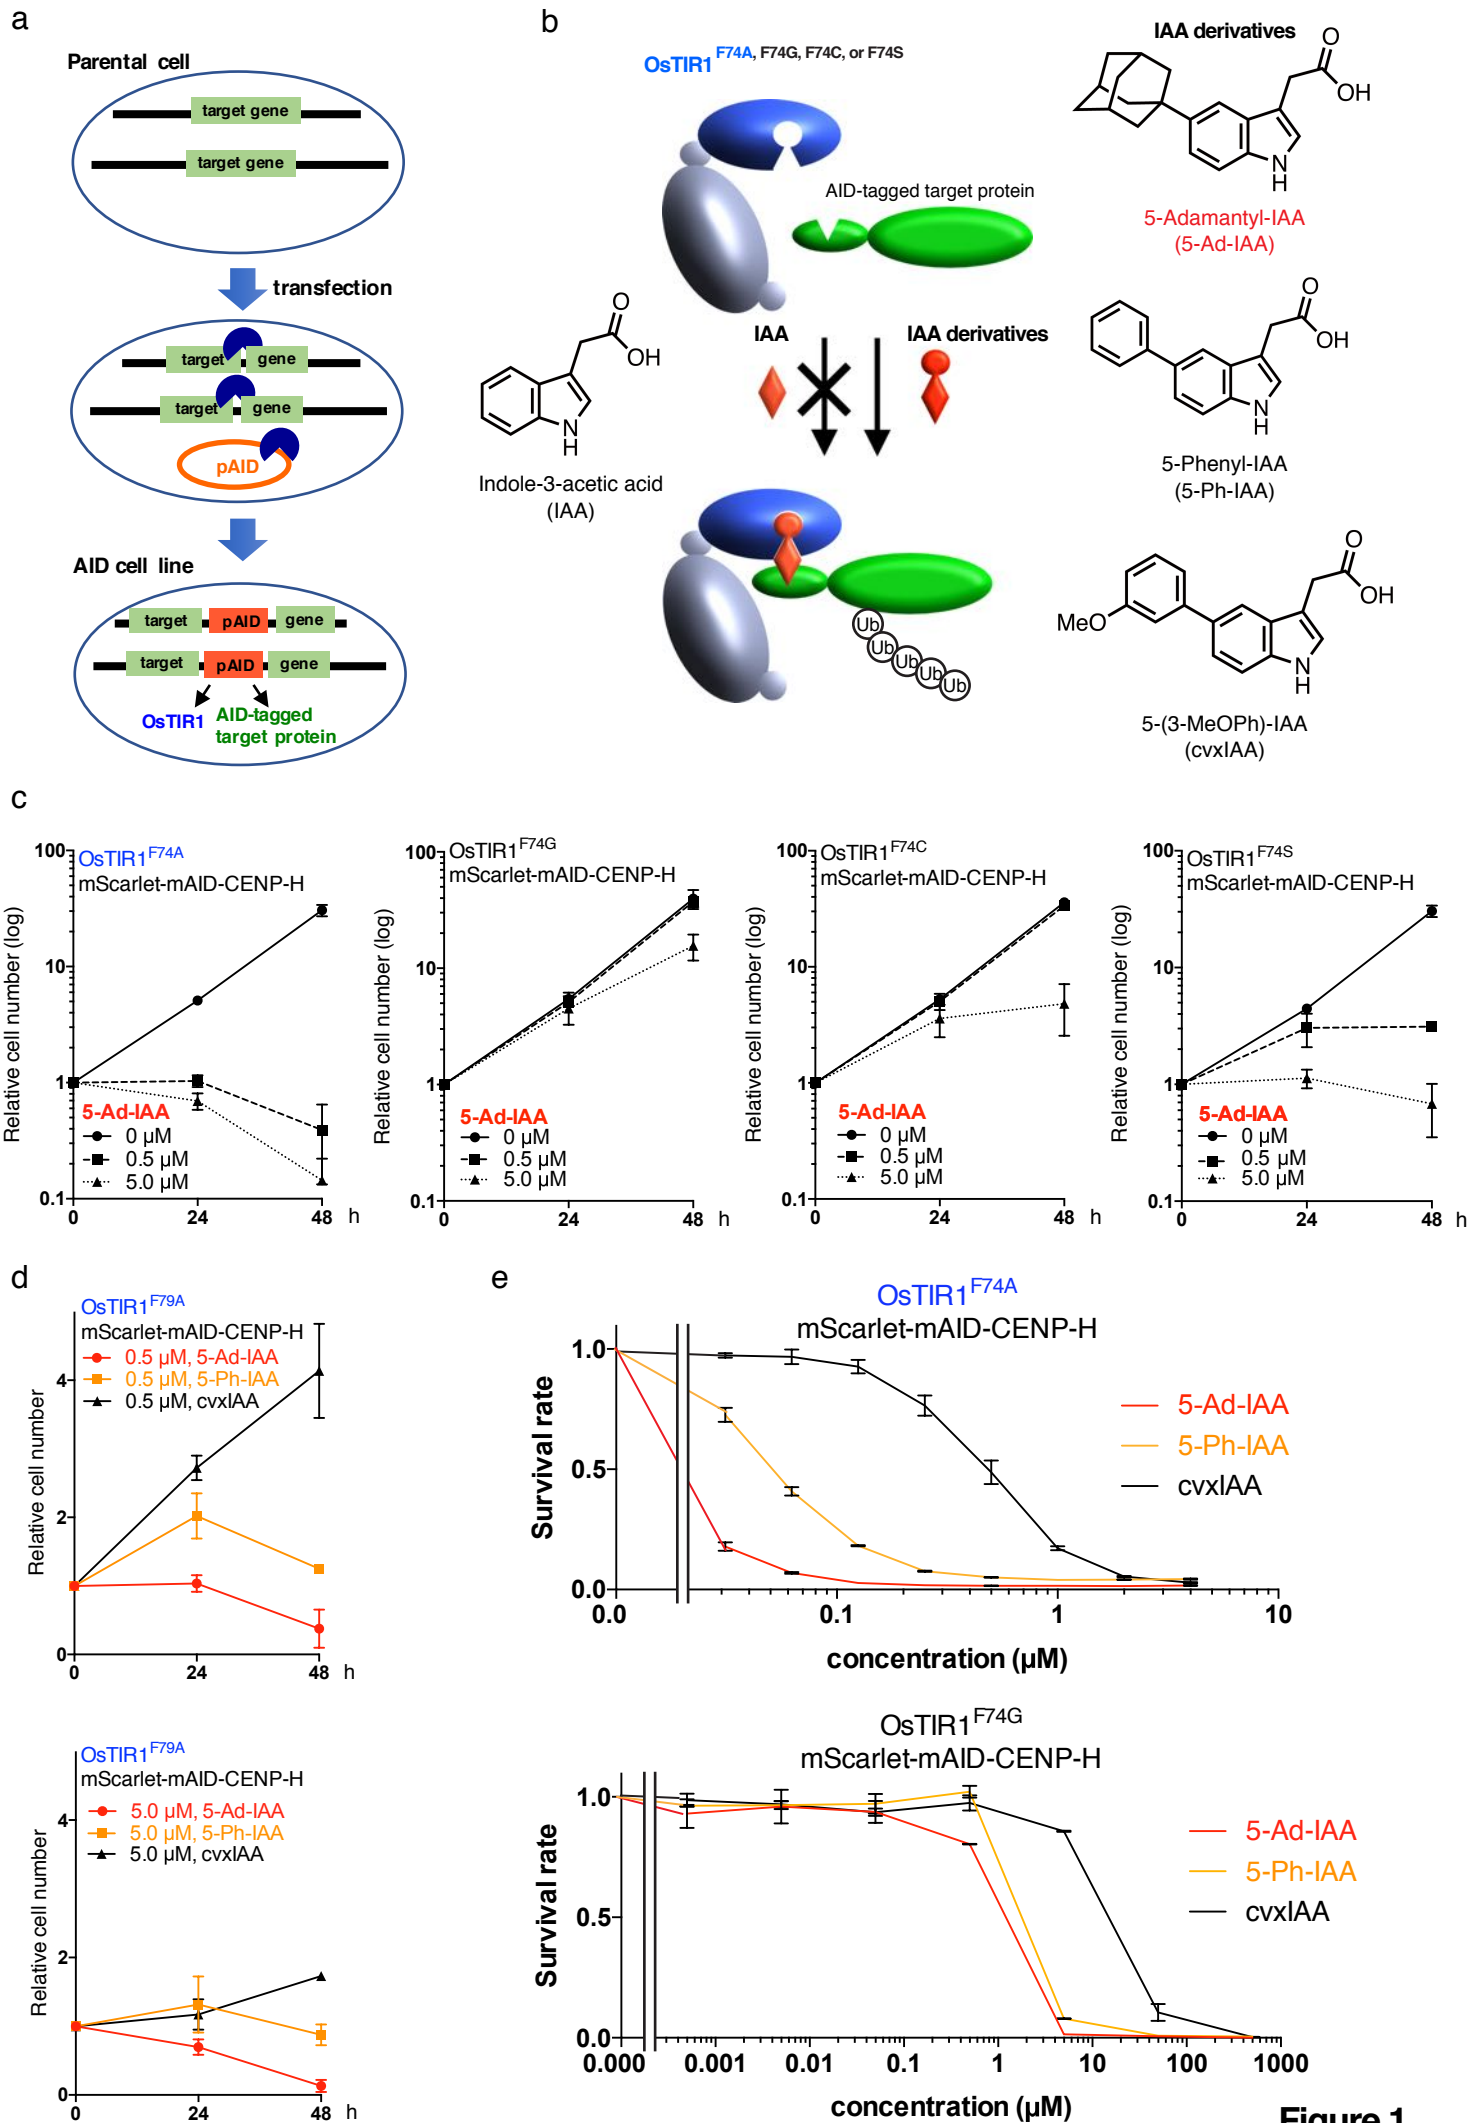 a
Parental cell
target gene
target gene
transfection
target gene
target gene
pAID
AID cell line
target pAID gene
target pAID gene
OsTIR1 AID-tagged
target protein
b
OsTIR1 F74A, F74G, F74C, or F74S
AID-tagged target protein
IAA
IAA derivatives
O
OH
N
H
Indole-3-acetic acid
(IAA)
Ub
Ub
Ub
Ub
Ub
IAA derivatives
O
OH
N
H
5-Adamantyl-IAA
(5-Ad-IAA)
O
OH
N
H
5-Phenyl-IAA
(5-Ph-IAA)
O
OH
MeO
N
H
5-(3-MeOPh)-IAA
(cvxIAA)
c
OsTIR1F74A
mScarlet-mAID-CENP-H
Relative cell number (log)
100
10
1
0.1
5-Ad-IAA
0 µM
0.5 µM
5.0 µM
0 24 48 h
OsTIR1F74G
mScarlet-mAID-CENP-H
Relative cell number (log)
100
10
1
0.1
5-Ad-IAA
0 µM
0.5 µM
5.0 µM
0 24 48 h
OsTIR1F74C
mScarlet-mAID-CENP-H
Relative cell number (log)
100
10
1
0.1
5-Ad-IAA
0 µM
0.5 µM
5.0 µM
0 24 48 h
OsTIR1F74S
mScarlet-mAID-CENP-H
Relative cell number (log)
100
10
1
0.1
5-Ad-IAA
0 µM
0.5 µM
5.0 µM
0 24 48 h
d
OsTIR1F79A
mScarlet-mAID-CENP-H
0.5 µM, 5-Ad-IAA
0.5 µM, 5-Ph-IAA
0.5 µM, cvxIAA
Relative cell number
4
2
0
0 24 48 h
OsTIR1F79A
mScarlet-mAID-CENP-H
5.0 µM, 5-Ad-IAA
5.0 µM, 5-Ph-IAA
5.0 µM, cvxIAA
Relative cell number
4
2
0
0 24 48 h
e
OsTIR1F74A
mScarlet-mAID-CENP-H
Survival rate
1.0
0.5
0.0
5-Ad-IAA
5-Ph-IAA
cvxIAA
0.0 0.1 1 10
concentration (µM)
OsTIR1F74G
mScarlet-mAID-CENP-H
Survival rate
1.0
0.5
0.0
5-Ad-IAA
5-Ph-IAA
cvxIAA
0.000 0.001 0.01 0.1 1 10 100 1000
concentration (µM)
Figure 1